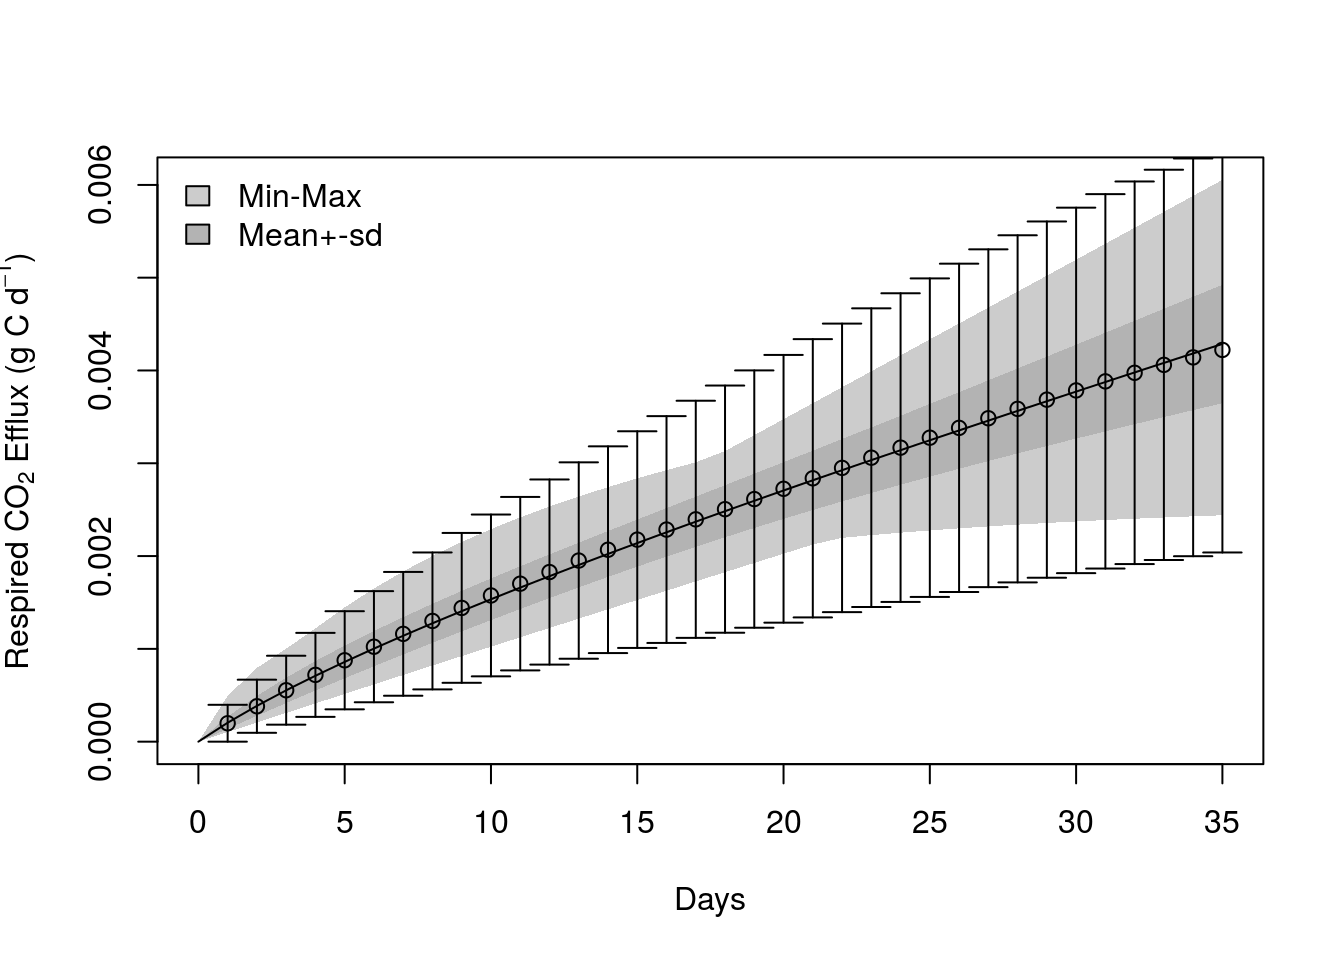 Min-Max
Mean+-sd
Respired CO₂ Efflux (g C d⁻¹)
0.006
0.004
0.002
0.000
0 5 10 15 20 25 30 35
Days